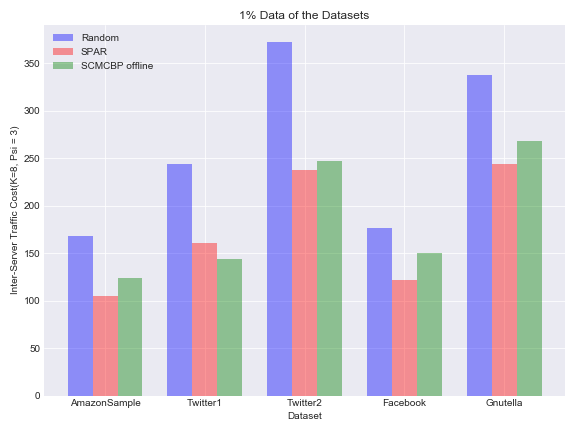 1% Data of the Datasets
Random
SPAR
SCMCBP offline
Inter-Server Traffic Cost(K=8, Psi = 3)
350
300
250
200
150
100
50
0
AmazonSample Twitter1 Twitter2 Facebook Gnutella
Dataset